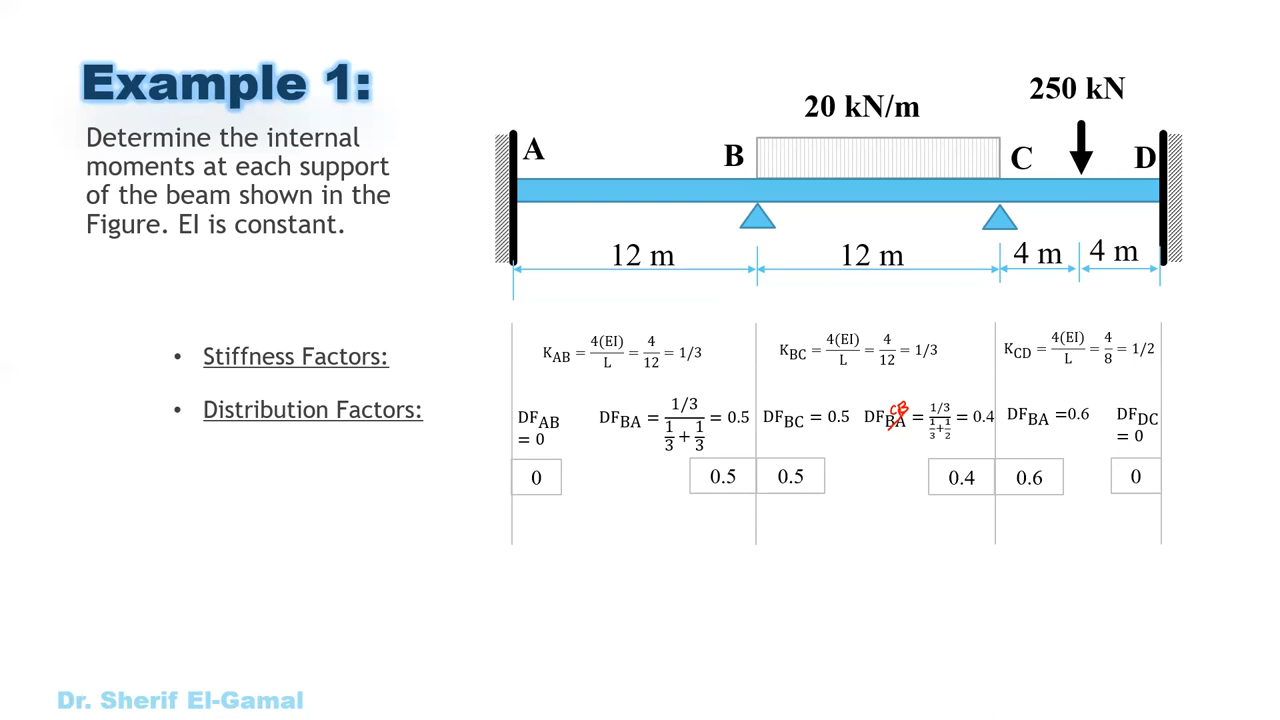 Example 1:
Determine the internal
moments at each support
of the beam shown in the
Figure. EI is constant.
250 kN
20 kN/m
A
B
C
D
12 m
12 m
4 m
4 m
• Stiffness Factors:
K_AB = 4(EI)/L = 4/12 = 1/3
K_BC = 4(EI)/L = 4/12 = 1/3
K_CD = 4(EI)/L = 4/8 = 1/2
• Distribution Factors:
DF_AB = 0
DF_BA = (1/3)/(1/3 + 1/3) = 0.5
DF_BC = 0.5
CB
DF_BA = (1/3)/(1/3+1/2) = 0.4
DF_BA =0.6
DF_DC = 0
0
0.5
0.5
0.4
0.6
0
Dr. Sherif El-Gamal